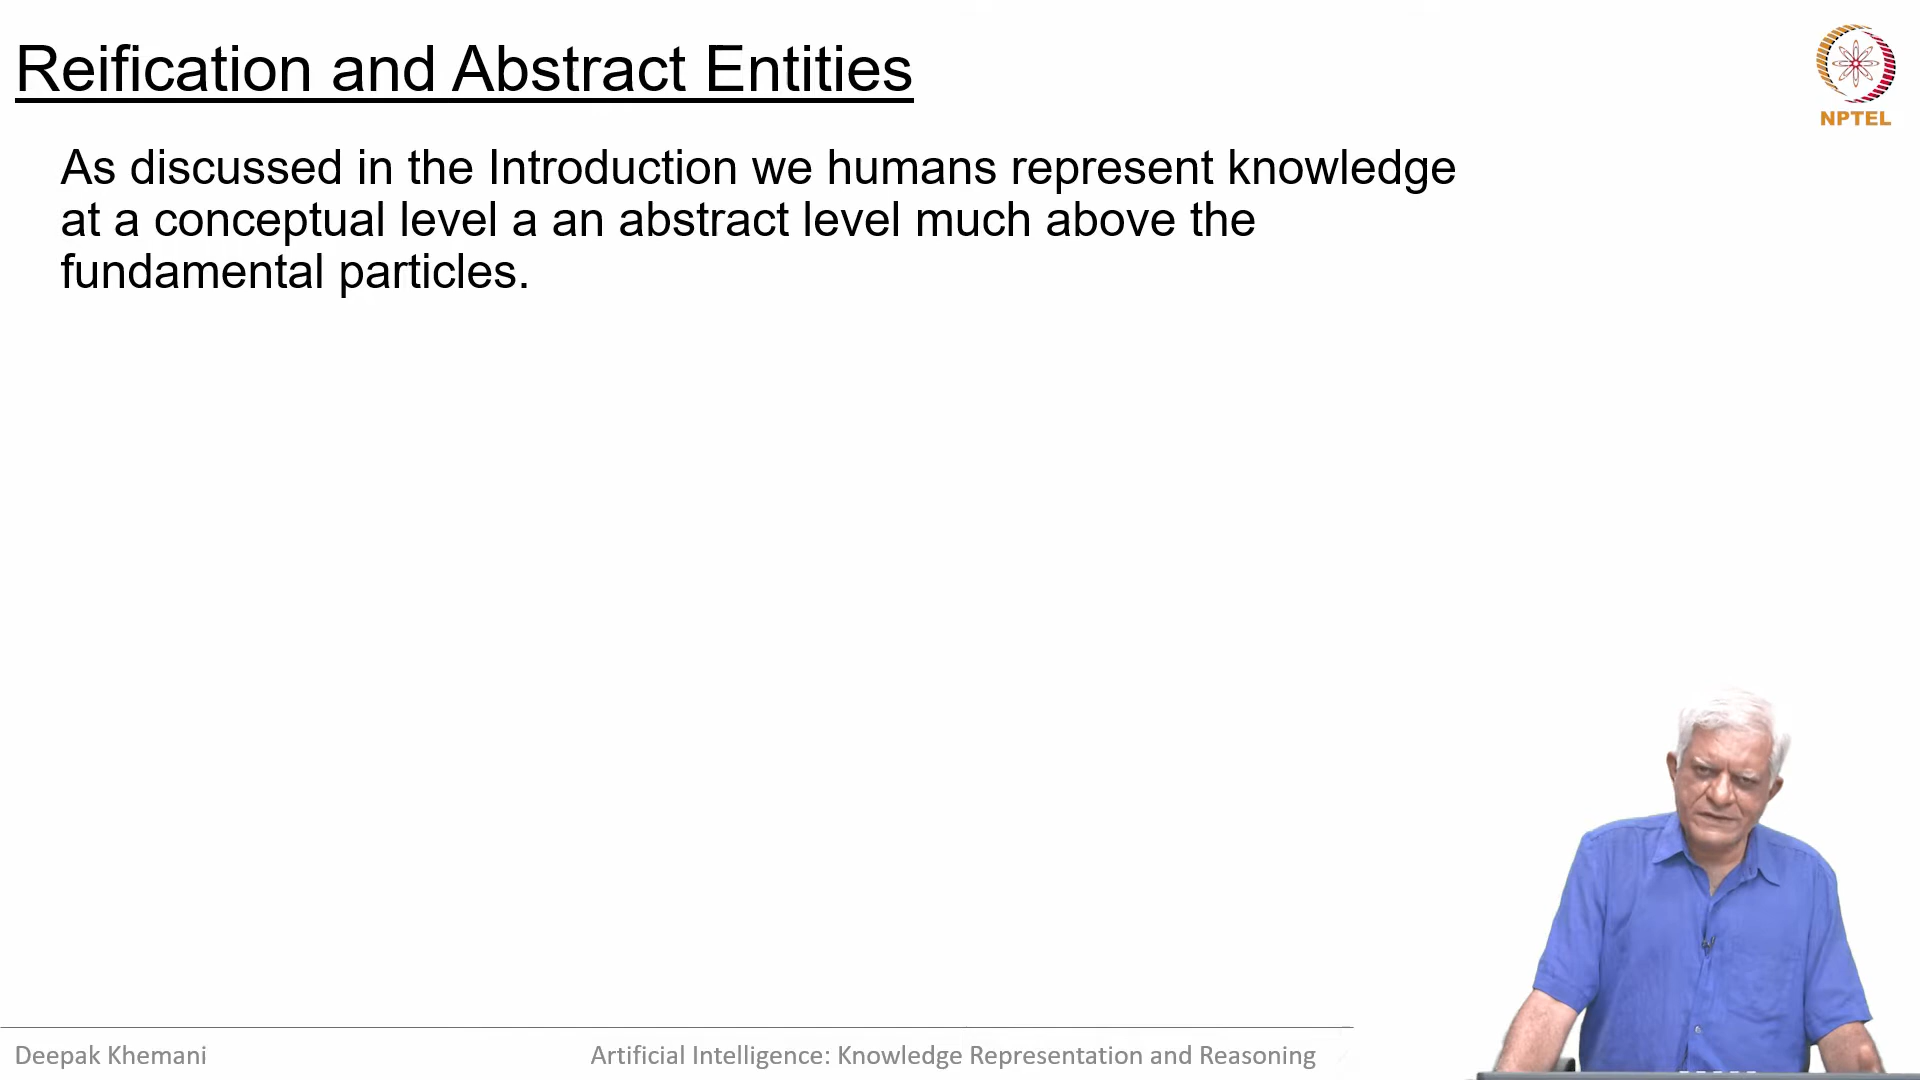 Reification and Abstract Entities
NPTEL
As discussed in the Introduction we humans represent knowledge
at a conceptual level a an abstract level much above the
fundamental particles.
Deepak Khemani
Artificial Intelligence: Knowledge Representation and Reasoning